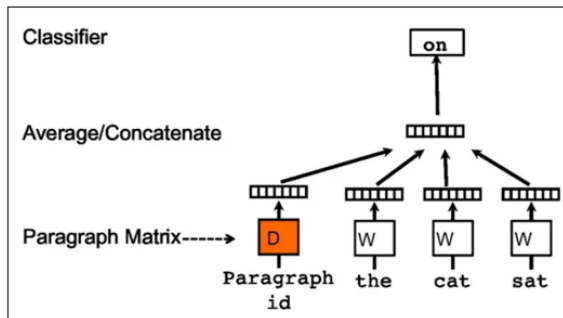 Classifier
on
Average/Concatenate
Paragraph Matrix
D
W
W
W
Paragraph
id
the
cat
sat